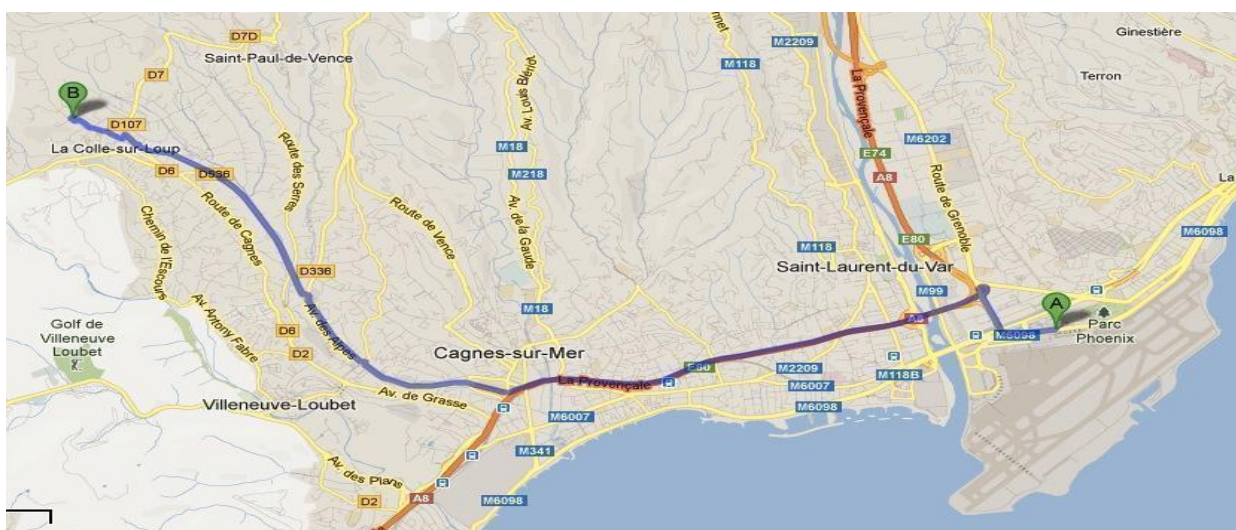 D7D
Saint-Paul-de-Vence
D7
B
D107
La Colle-sur-Loup
D6
D536
Route de Cagnes
Route des Serres
Chemin de l'Escours
D336
Av. des Alpes
Av. Antony Fabre
D6
D2
Golf de
Villeneuve
Loubet
Villeneuve-Loubet
Av. de Grasse
Av. des Plans
D2
A8
Route de Vence
Av. Louis Blériot
M18
M218
Av. de la Gaude
M18
Cagnes-sur-Mer
La Provençale
E80
M6007
M341
M6098
M2209
M118
M2209
La Provençale
M6202
E74
A8
Route de Grenoble
E80
M118
Saint-Laurent-du-Var
M99
A8
M2209
M6007
M118B
M6098
Ginestière
Terron
La
M6098
A
Parc
Phoenix
M6098